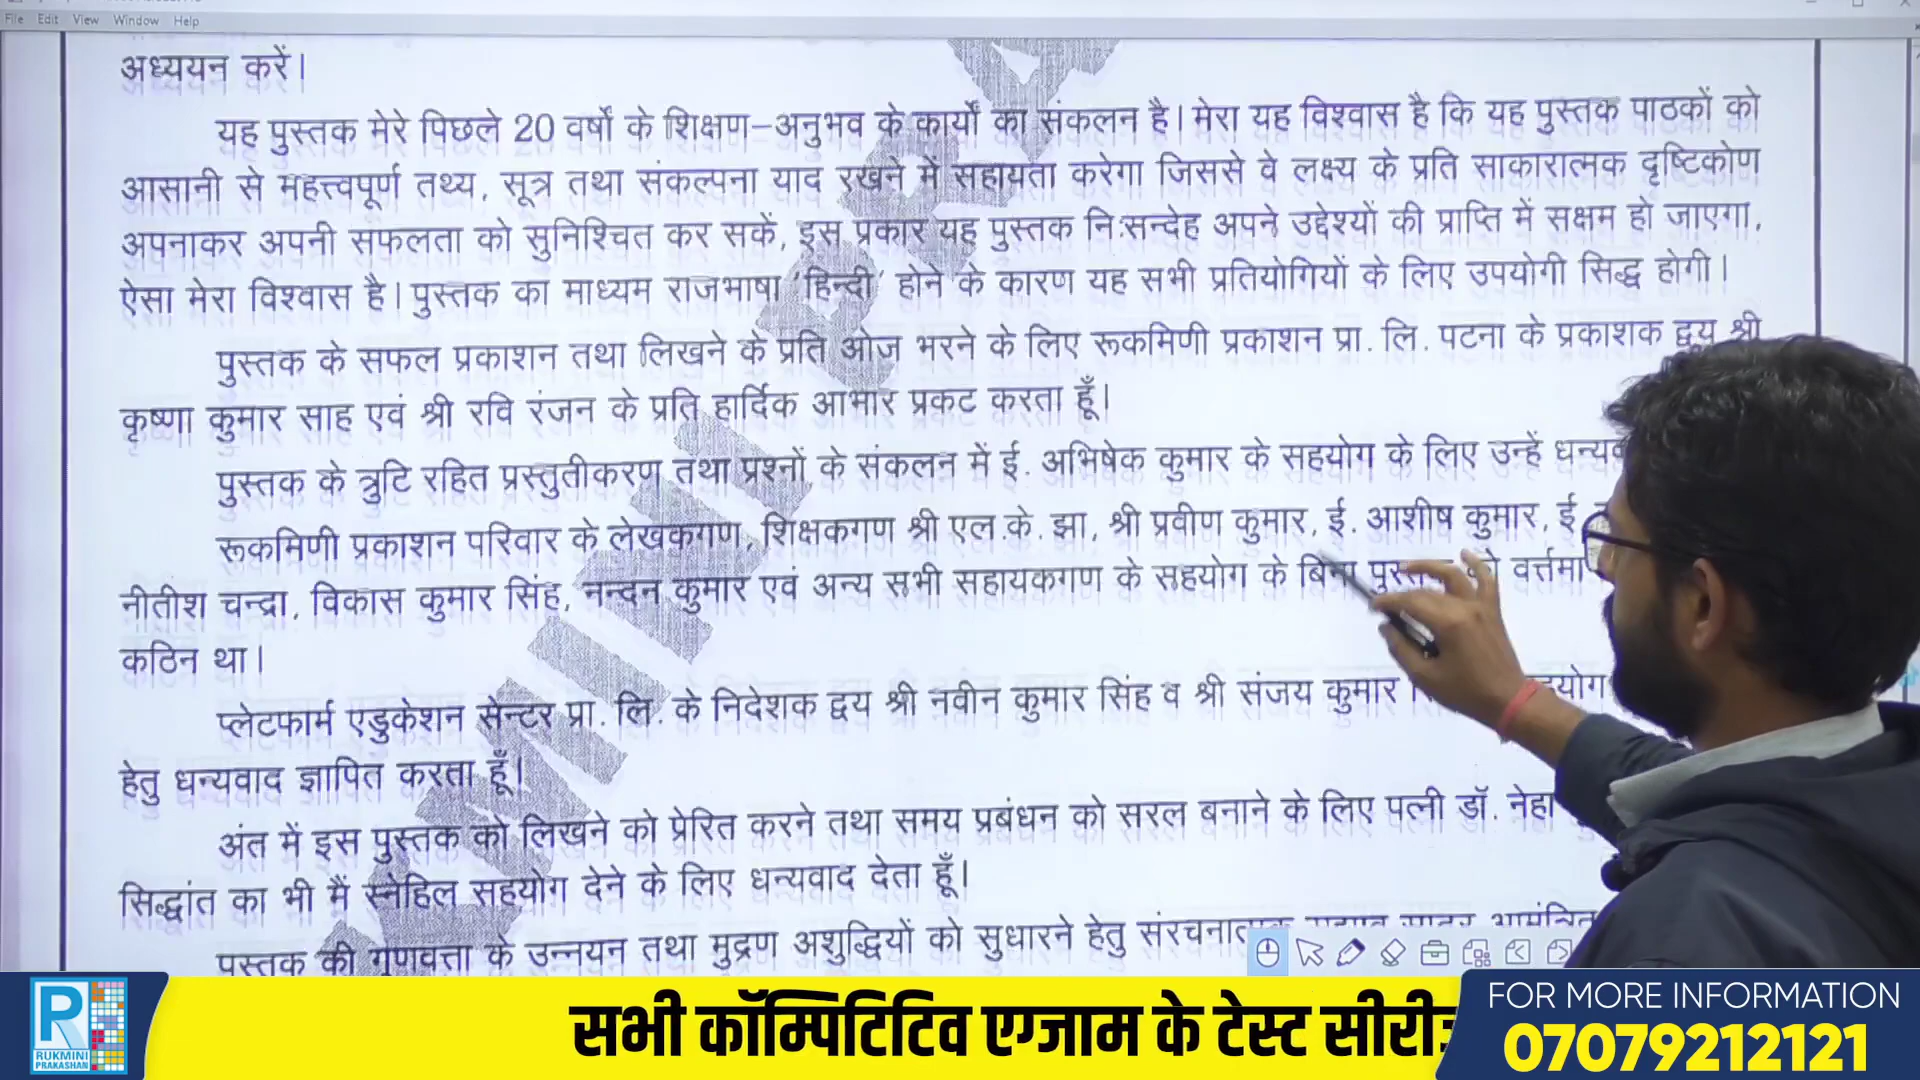 File Edit View Window Help
अध्ययन करें।
यह पुस्तक मेरे पिछले 20 वर्षों के शिक्षण–अनुभव के कार्यों का संकलन है। मेरा यह विश्वास है कि यह पुस्तक पाठकों को
आसानी से महत्त्वपूर्ण तथ्य, सूत्र तथा संकल्पना याद रखने में सहायता करेगा जिससे वे लक्ष्य के प्रति साकारात्मक दृष्टिकोण
अपनाकर अपनी सफलता को सुनिश्चित कर सकें, इस प्रकार यह पुस्तक नि:सन्देह अपने उद्देश्यों की प्राप्ति में सक्षम हो जाएगा,
ऐसा मेरा विश्वास है। पुस्तक का माध्यम राजभाषा 'हिन्दी' होने के कारण यह सभी प्रतियोगियों के लिए उपयोगी सिद्ध होगी।
पुस्तक के सफल प्रकाशन तथा लिखने के प्रति ओज भरने के लिए रूकमिणी प्रकाशन प्रा. लि. पटना के प्रकाशक द्वय श्री
कृष्णा कुमार साह एवं श्री रवि रंजन के प्रति हार्दिक आभार प्रकट करता हूँ।
पुस्तक के त्रुटि रहित प्रस्तुतीकरण तथा प्रश्नों के संकलन में ई. अभिषेक कुमार के सहयोग के लिए उन्हें
रूकमिणी प्रकाशन परिवार के लेखकगण, शिक्षकगण श्री एल.के. झा, श्री प्रवीण कुमार, ई. आशीष कुमार, ई
नीतीश चन्द्रा, विकास कुमार सिंह, नन्दन कुमार एवं अन्य सभी सहायकगण के सहयोग के बिना पुस्तक को
कठिन था।
प्लेटफार्म एडुकेशन सेन्टर प्रा. लि. के निदेशक द्वय श्री नवीन कुमार सिंह व श्री संजय कुमार
हेतु धन्यवाद ज्ञापित करता हूँ।
अंत में इस पुस्तक को लिखने को प्रेरित करने तथा समय प्रबंधन को सरल बनाने के लिए पत्नी डॉ. नेहा
सिद्धांत का भी मैं स्नेहिल सहयोग देने के लिए धन्यवाद देता हूँ।
पुस्तक की गुणवत्ता के उन्नयन तथा मुद्रण अशुद्धियों को सुधारने हेतु
R
RUKMINI
PRAKASHAN
सभी कॉम्पिटिटिव एग्जाम के टेस्ट
FOR MORE INFORMATION
07079212121